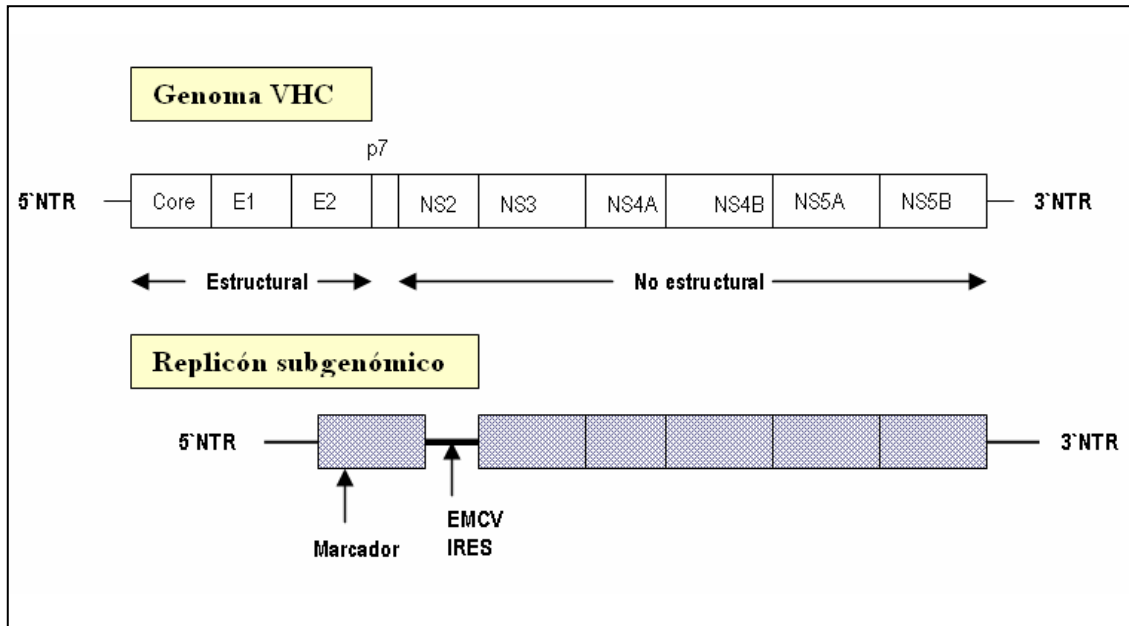 Genoma VHC
p7
5`NTR Core E1 E2 NS2 NS3 NS4A NS4B NS5A NS5B 3`NTR
Estructural No estructural
Replicón subgenómico
5`NTR 3`NTR
Marcador
EMCV
IRES